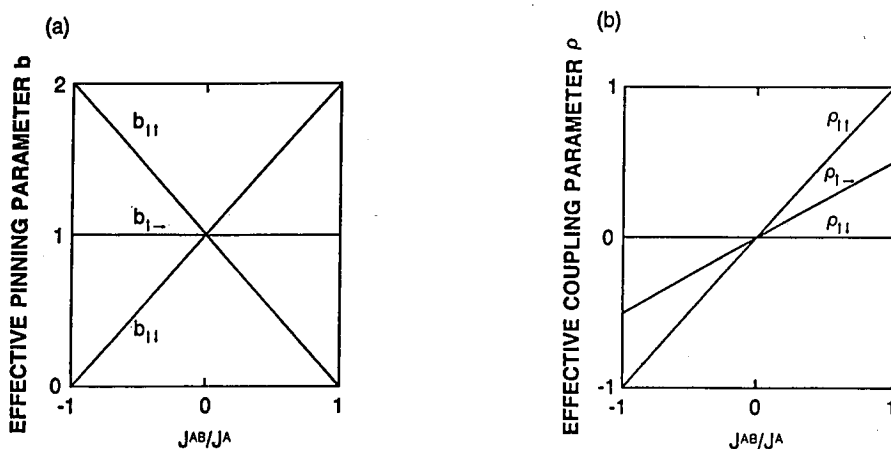 (a)
EFFECTIVE PINNING PARAMETER b
2
1
0
b↑↑
b↑→
b↑↓
-1
0
1
Jᴬᴮ/Jᴬ
(b)
EFFECTIVE COUPLING PARAMETER ρ
1
0
-1
ρ↑↑
ρ↑→
ρ↑↓
-1
0
1
Jᴬᴮ/Jᴬ